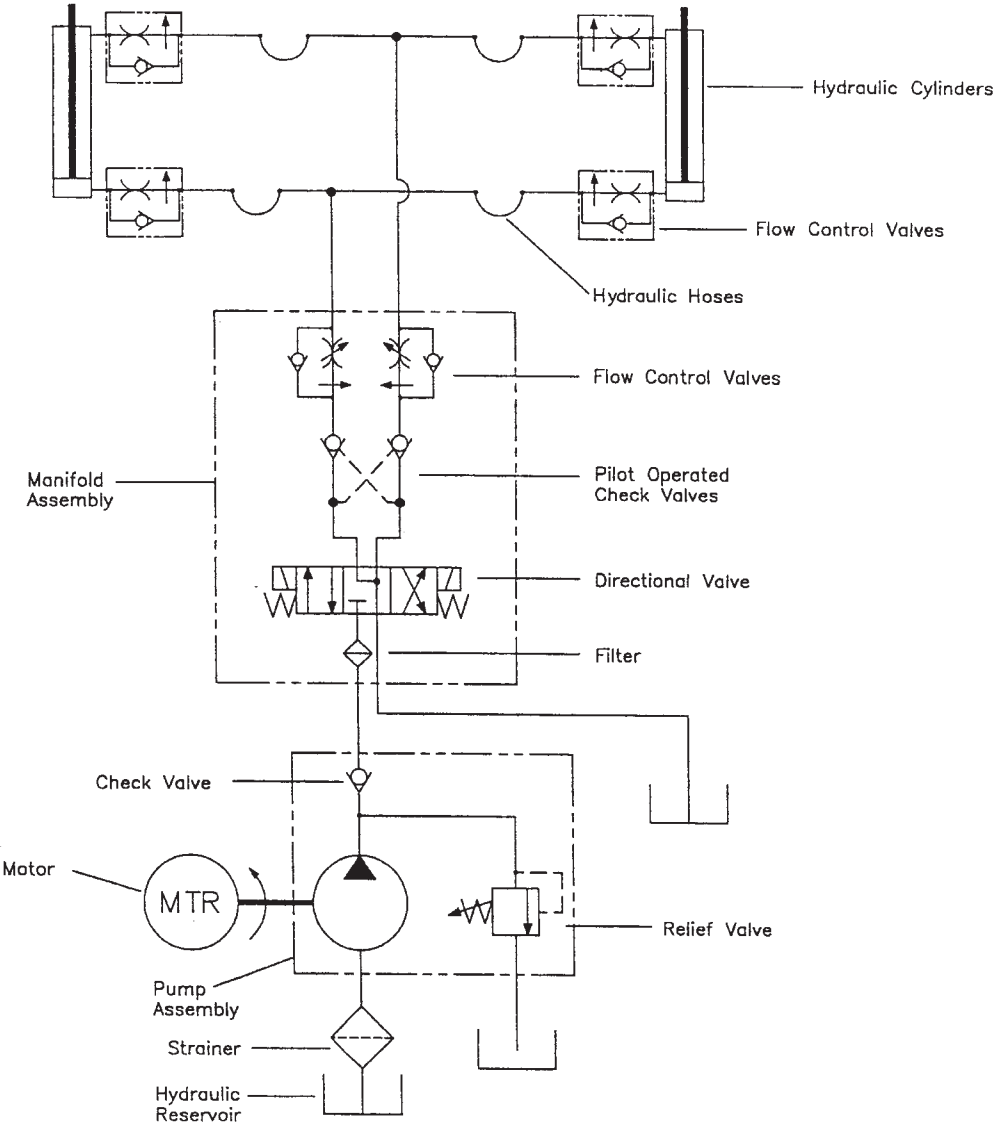 Hydraulic Cylinders
Flow Control Valves
Hydraulic Hoses
Flow Control Valves
Manifold
Assembly
Pilot Operated
Check Valves
Directional Valve
Filter
Check Valve
Motor
MTR
Relief Valve
Pump
Assembly
Strainer
Hydraulic
Reservoir